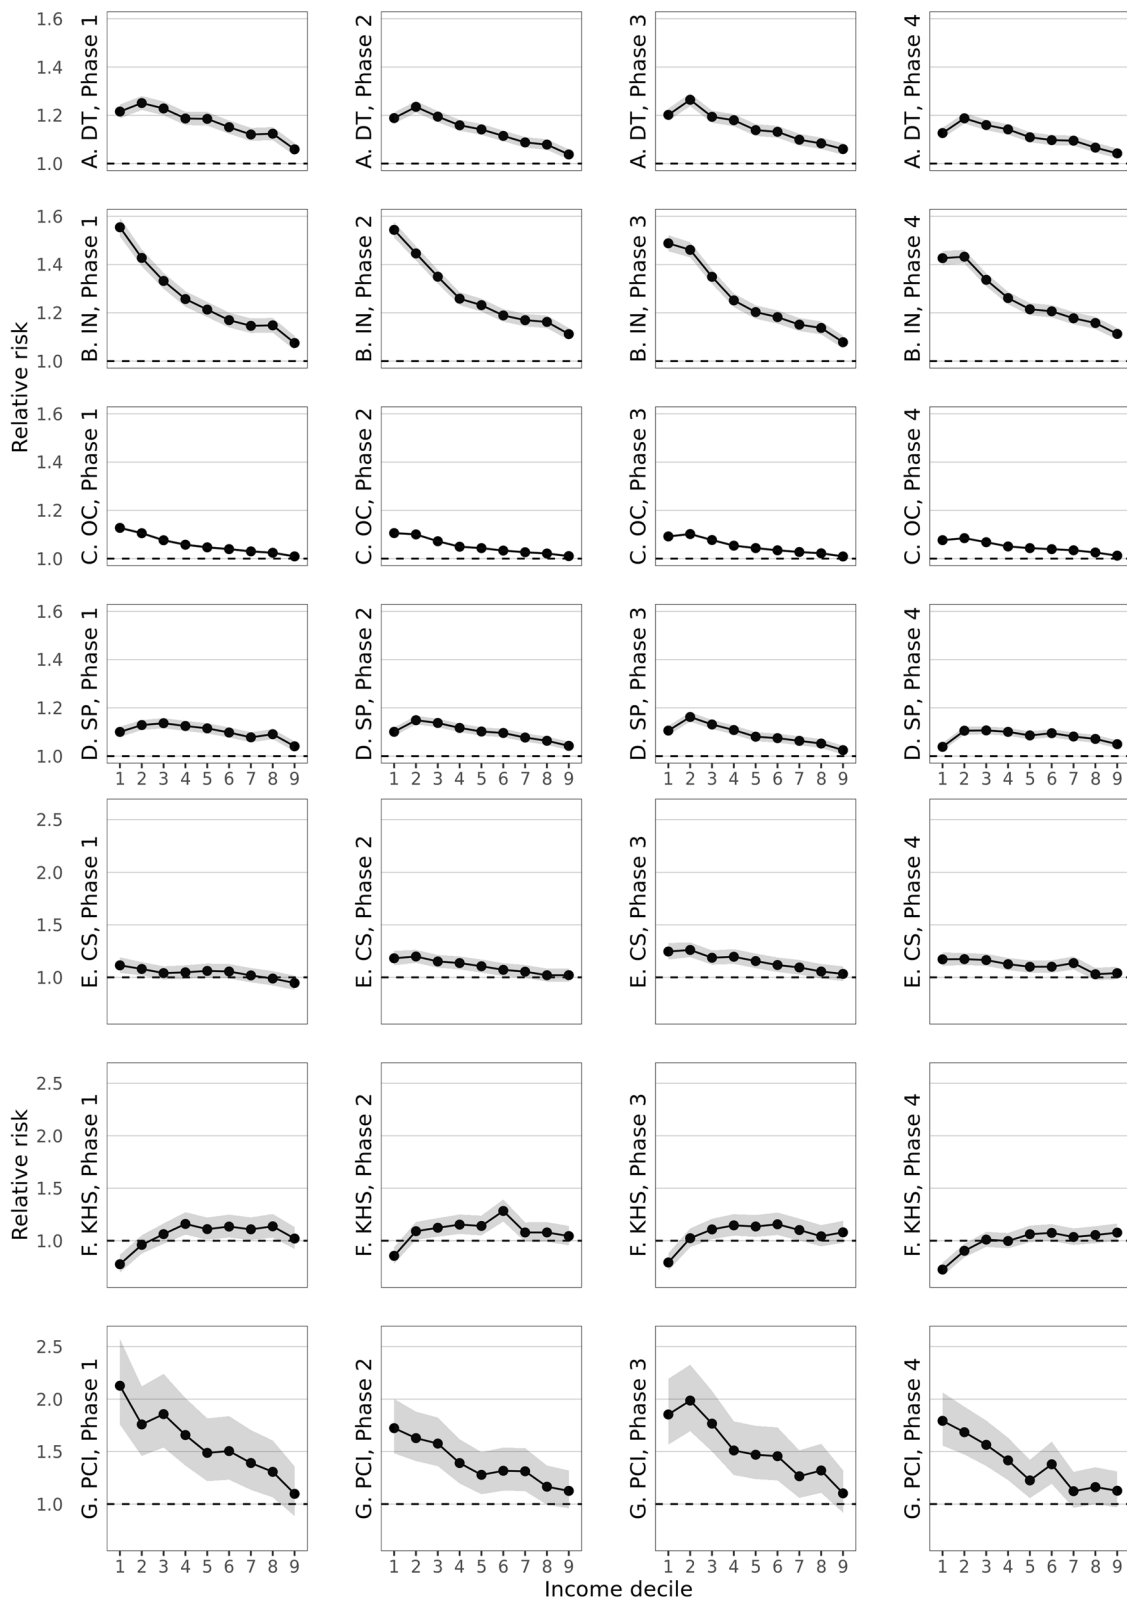 1.6
1.4
1.2
1.0
A. DT, Phase 1
A. DT, Phase 2
A. DT, Phase 3
A. DT, Phase 4
1.6
1.4
1.2
1.0
B. IN, Phase 1
B. IN, Phase 2
B. IN, Phase 3
B. IN, Phase 4
Relative risk
1.6
1.4
1.2
1.0
C. OC, Phase 1
C. OC, Phase 2
C. OC, Phase 3
C. OC, Phase 4
1.6
1.4
1.2
1.0
D. SP, Phase 1
D. SP, Phase 2
D. SP, Phase 3
D. SP, Phase 4
1 2 3 4 5 6 7 8 9
1 2 3 4 5 6 7 8 9
1 2 3 4 5 6 7 8 9
1 2 3 4 5 6 7 8 9
2.5
2.0
1.5
1.0
E. CS, Phase 1
E. CS, Phase 2
E. CS, Phase 3
E. CS, Phase 4
Relative risk
2.5
2.0
1.5
1.0
F. KHS, Phase 1
F. KHS, Phase 2
F. KHS, Phase 3
F. KHS, Phase 4
2.5
2.0
1.5
1.0
G. PCI, Phase 1
G. PCI, Phase 2
G. PCI, Phase 3
G. PCI, Phase 4
1 2 3 4 5 6 7 8 9
1 2 3 4 5 6 7 8 9
1 2 3 4 5 6 7 8 9
1 2 3 4 5 6 7 8 9
Income decile